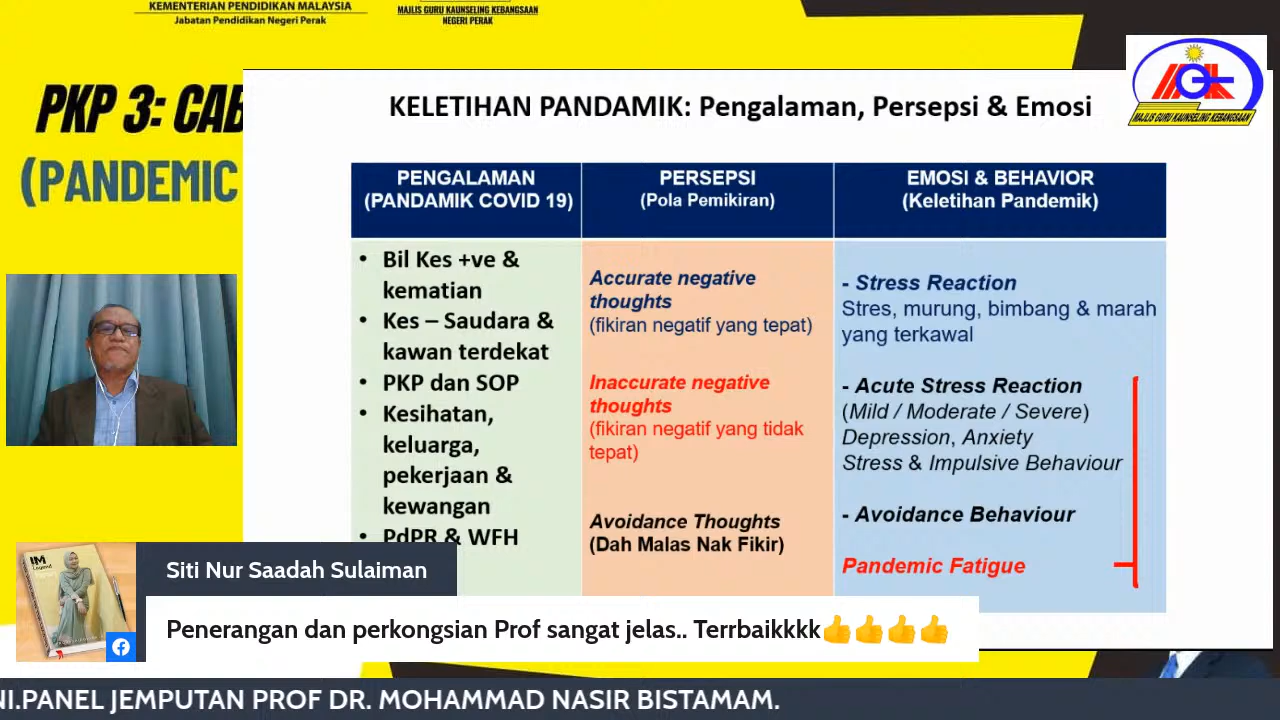 KEMENTERIAN PENDIDIKAN MALAYSIA
Jabatan Pendidikan Negeri Perak
MAJLIS GURU KAUNSELING KEBANGSAAN
NEGERI PERAK
PKP 3: CAB
(PANDEMIC
MAJLIS GURU KAUNSELING KEBANGSAAN
KELETIHAN PANDAMIK: Pengalaman, Persepsi & Emosi
PENGALAMAN
(PANDAMIK COVID 19)
• Bil Kes +ve &
kematian
• Kes – Saudara &
kawan terdekat
• PKP dan SOP
• Kesihatan,
keluarga,
pekerjaan &
kewangan
• PdPR & WFH
PERSEPSI
(Pola Pemikiran)
Accurate negative
thoughts
(fikiran negatif yang tepat)
Inaccurate negative
thoughts
(fikiran negatif yang tidak
tepat)
Avoidance Thoughts
(Dah Malas Nak Fikir)
EMOSI & BEHAVIOR
(Keletihan Pandemik)
- Stress Reaction
Stres, murung, bimbang & marah
yang terkawal
- Acute Stress Reaction
(Mild / Moderate / Severe)
Depression, Anxiety
Stress & Impulsive Behaviour
- Avoidance Behaviour
Pandemic Fatigue
IM
Siti Nur Saadah Sulaiman
Penerangan dan perkongsian Prof sangat jelas.. Terrbaikkkk👍👍👍👍
NI.PANEL JEMPUTAN PROF DR. MOHAMMAD NASIR BISTAMAM.